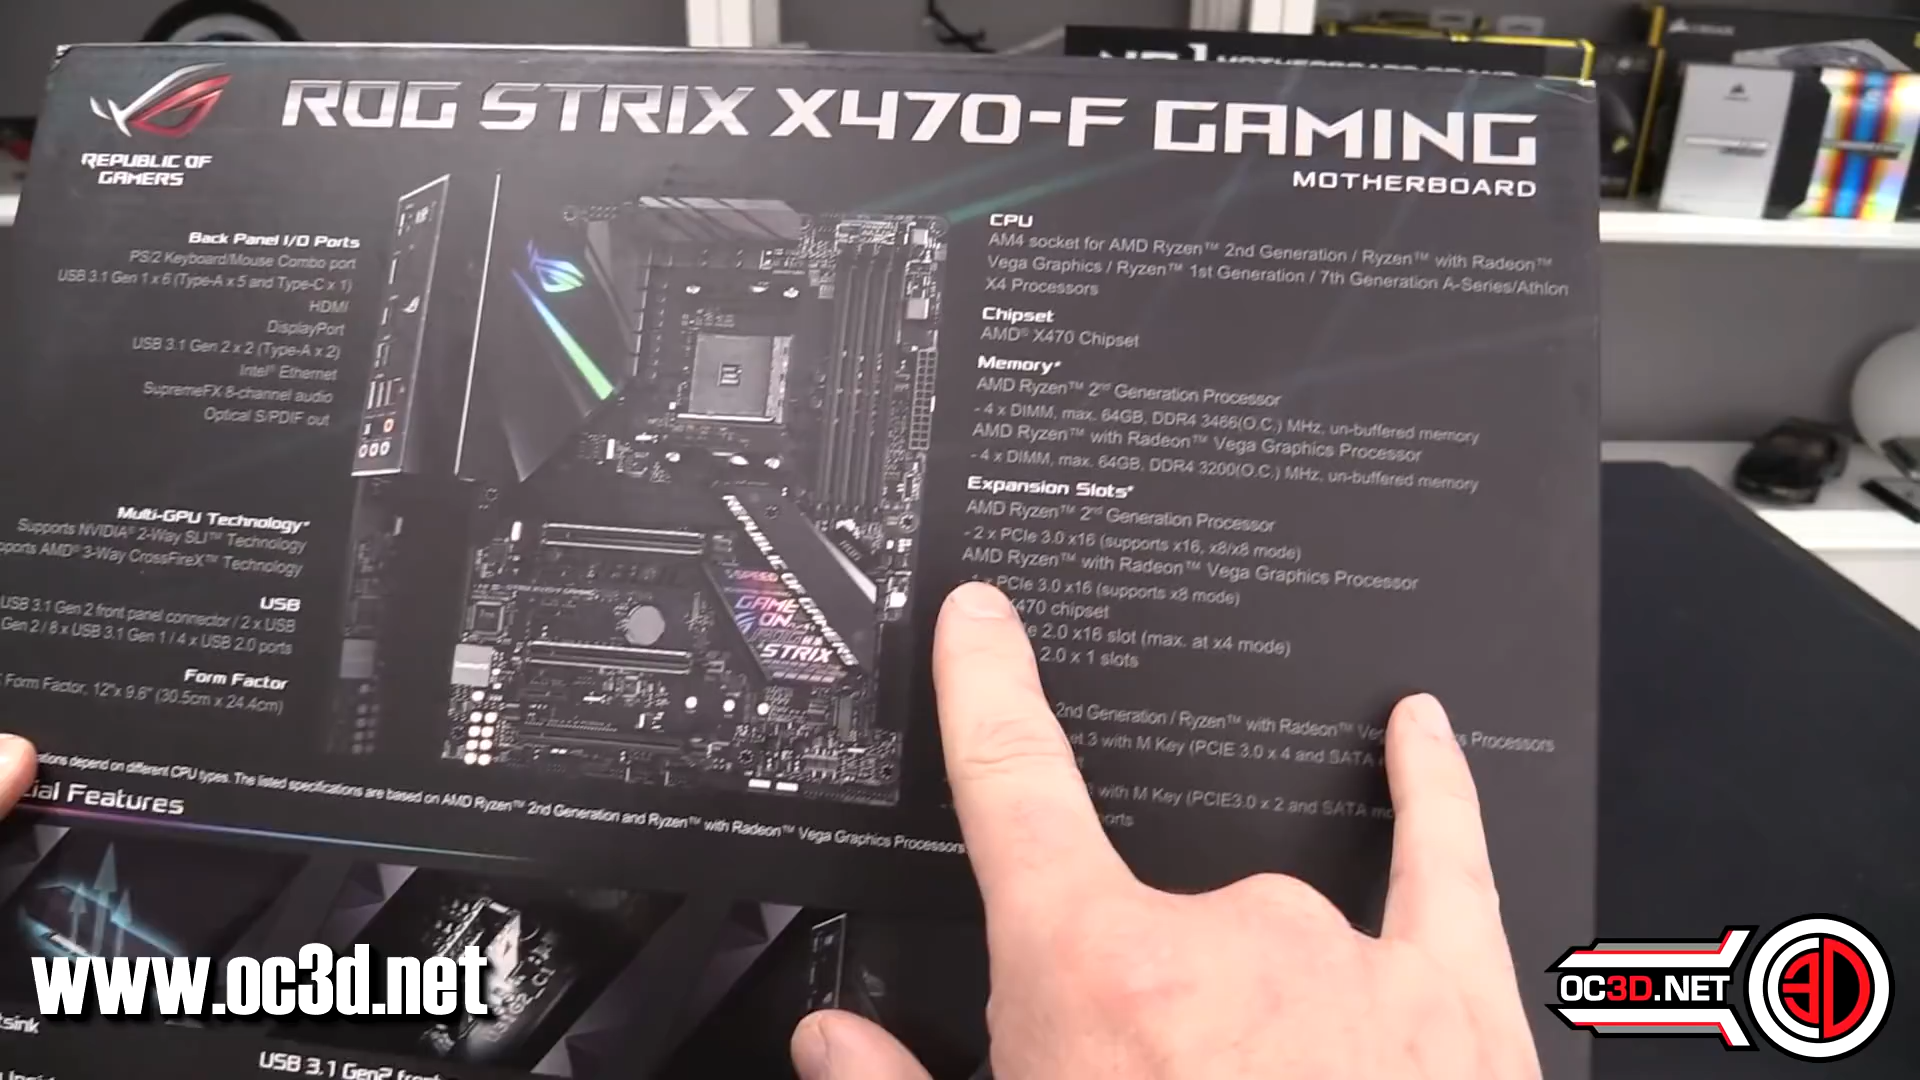 ROG STRIX X470-F GAMING
MOTHERBOARD
REPUBLIC OF
GAMERS
Back Panel I/O Ports
PS/2 Keyboard/Mouse Combo port
USB 3.1 Gen 1 x 6 (Type-A x 5 and Type-C x 1)
HDMI
DisplayPort
USB 3.1 Gen 2 x 2 (Type-A x 2)
Intel® Ethernet
SupremeFX 8-channel audio
Optical S/PDIF out
Multi-GPU Technology*
Supports NVIDIA® 2-Way SLI™ Technology
AMD® 3-Way CrossFireX™ Technology
USB
USB 3.1 Gen 2 front panel connector / 2 x USB
Gen 2 / 8 x USB 3.1 Gen 1 / 4 x USB 2.0 ports
Form Factor
Form Factor, 12"x 9.6" (30.5cm x 24.4cm)
CPU
AM4 socket for AMD Ryzen™ 2nd Generation / Ryzen™ with Radeon™
Vega Graphics / Ryzen™ 1st Generation / 7th Generation A-Series/Athlon
X4 Processors
Chipset
AMD® X470 Chipset
Memory*
AMD Ryzen™ 2nd Generation Processor
- 4 x DIMM, max. 64GB, DDR4 3466(O.C.) MHz, un-buffered memory
AMD Ryzen™ with Radeon™ Vega Graphics Processor
- 4 x DIMM, max. 64GB, DDR4 3200(O.C.) MHz, un-buffered memory
Expansion Slots*
AMD Ryzen™ 2nd Generation Processor
- 2 x PCIe 3.0 x16 (supports x16, x8/x8 mode)
AMD Ryzen™ with Radeon™ Vega Graphics Processor
x PCIe 3.0 x16 (supports x8 mode)
X470 chipset
2.0 x16 slot (max. at x4 mode)
2.0 x 1 slots
2nd Generation / Ryzen™ with Radeon™ Processors
3 with M Key (PCIE 3.0 x 4 and SATA
with M Key (PCIE3.0 x 2 and SATA
REPUBLIC OF GAMERS
GAME
ON
STRIX
depend on different CPU types. The listed specifications are based on AMD Ryzen™ 2nd Generation and Ryzen™ with Radeon™ Vega Graphics Processors
Features
USB 3.1 Gen2
www.oc3d.net
OC3D.NET
3D